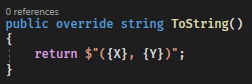 0 references
public override string ToString()
{
    return $"({X}, {Y})";
}